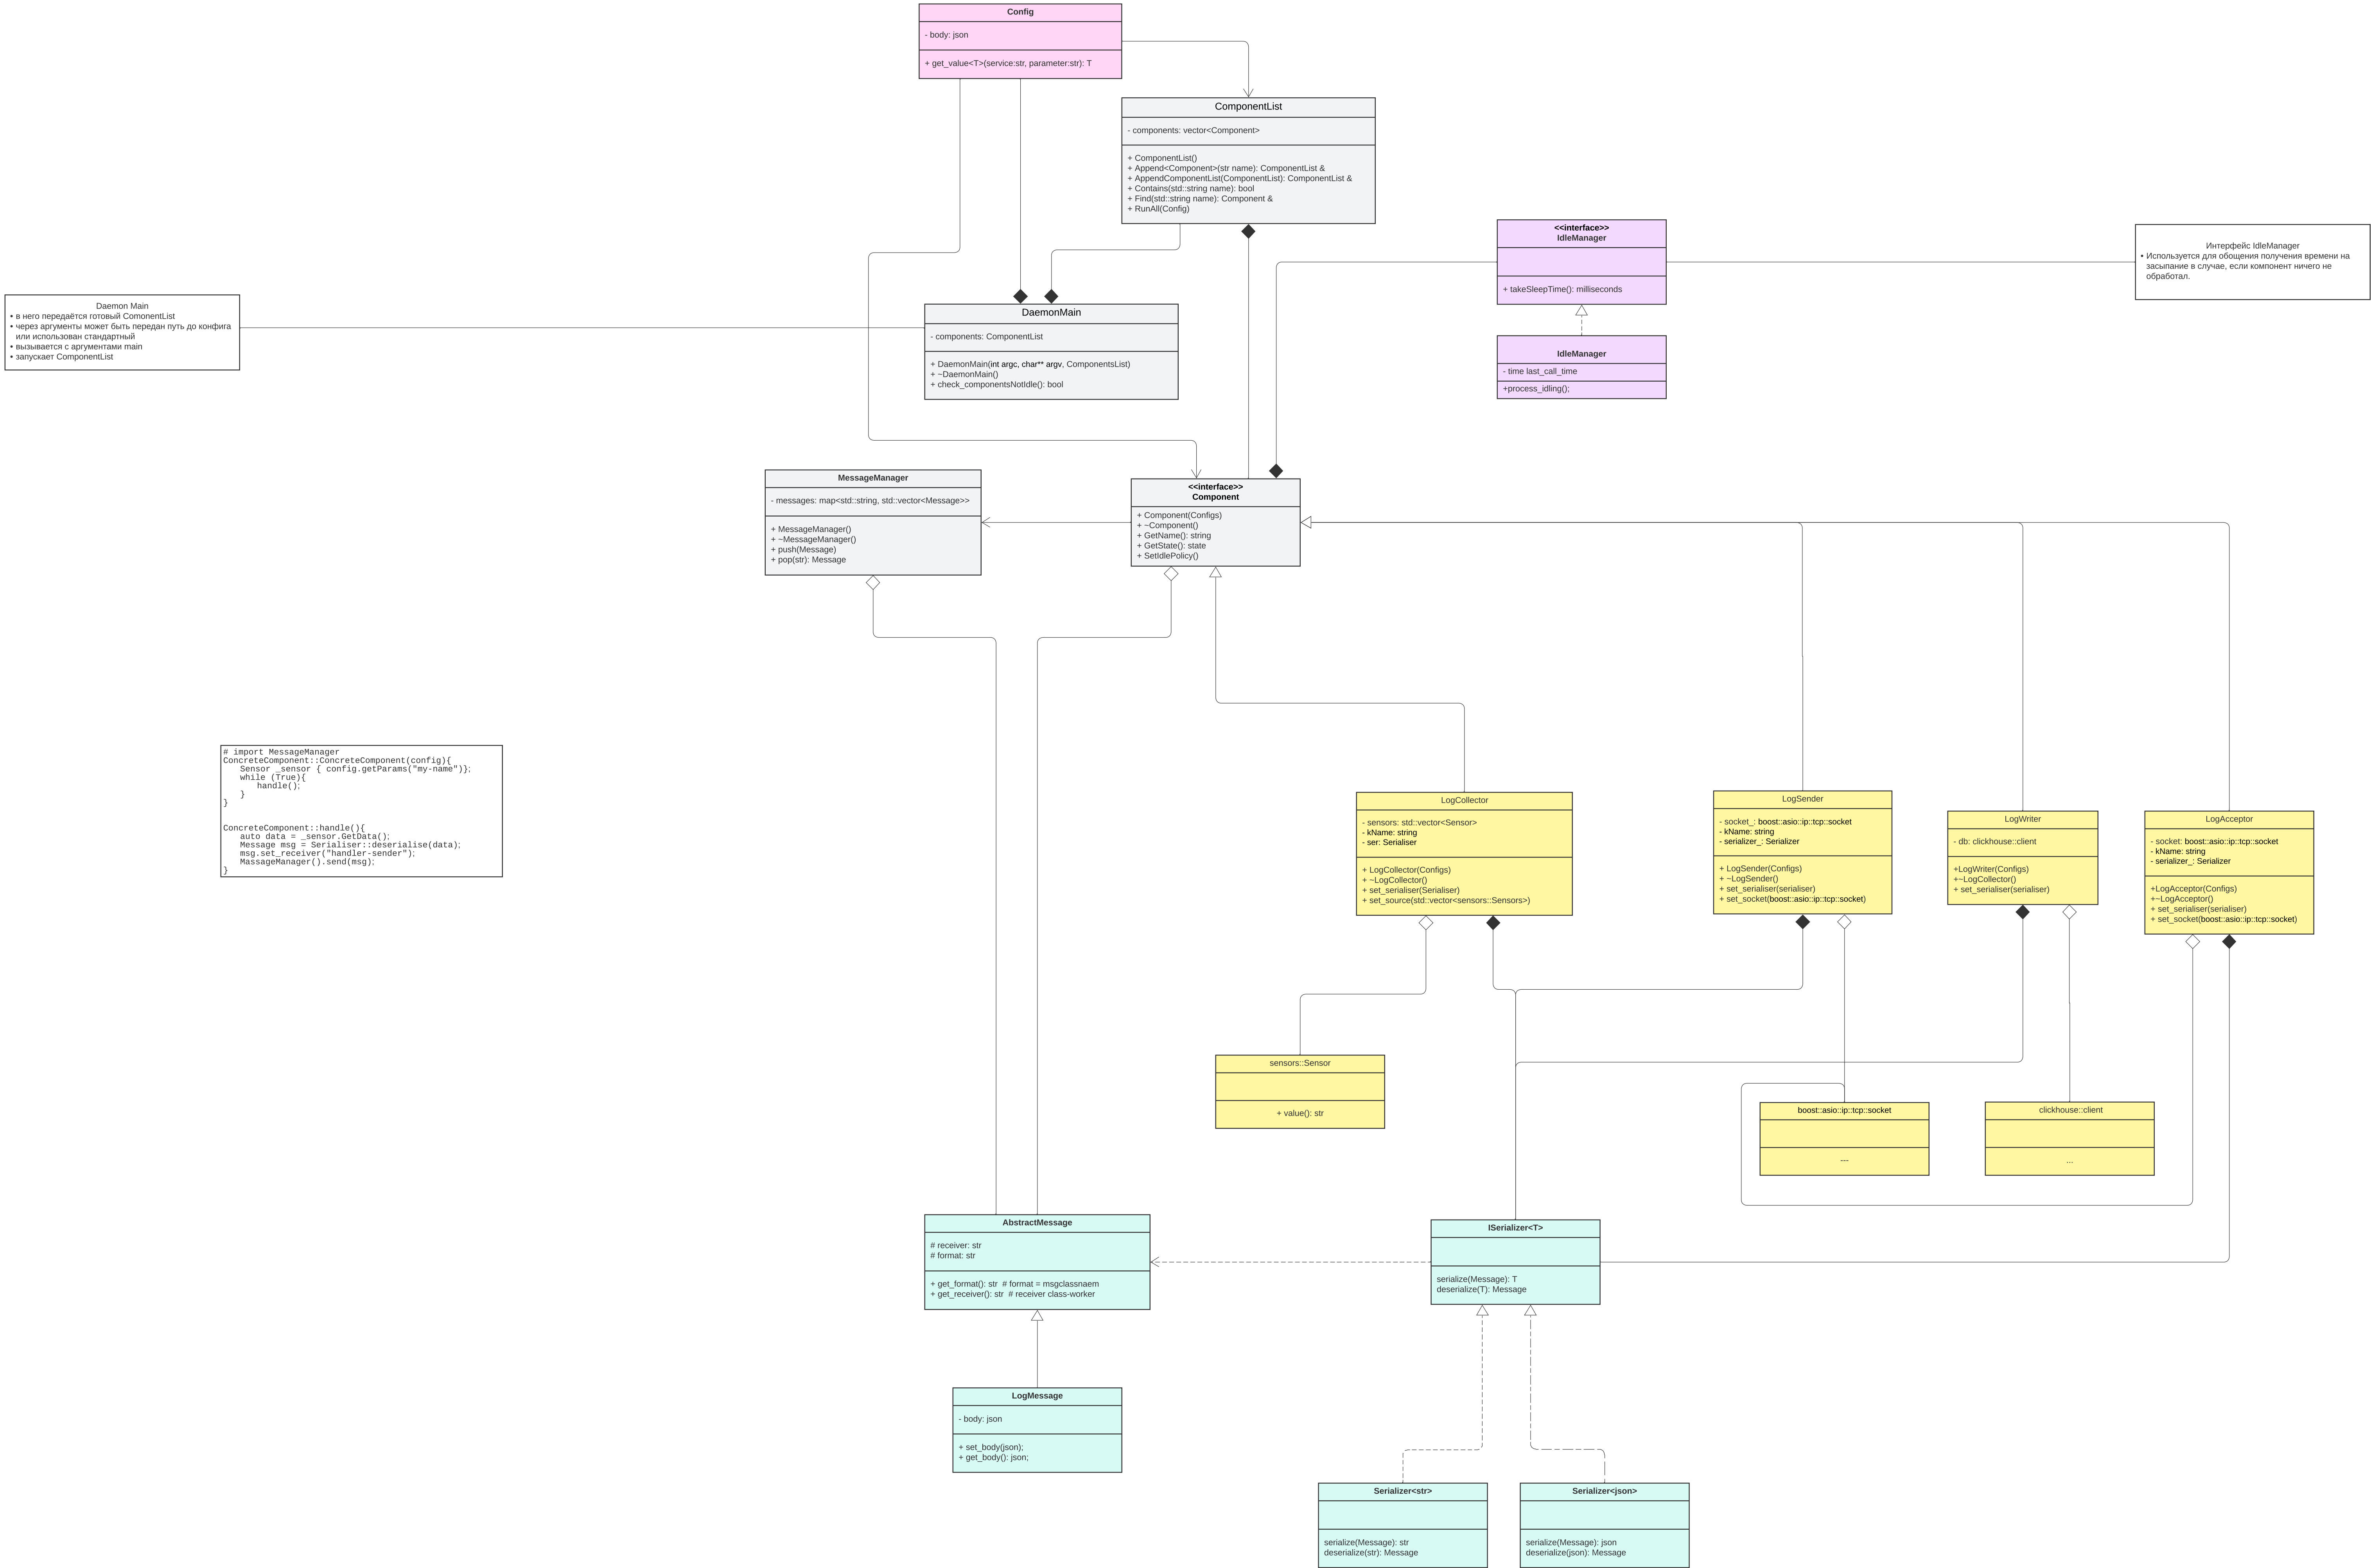 Config
- body: json
+ get_value<T>(service:str, parameter:str): T
ComponentList
- components: vector<Component>
+ ComponentList()
+ Append<Component>(str name): ComponentList &
+ AppendComponentList(ComponentList): ComponentList &
+ Contains(std::string name): bool
+ Find(std::string name): Component &
+ RunAll(Config)
<<interface>>
IdleManager
+ takeSleepTime(): milliseconds
Интерфейс IdleManager
• Используется для обощения получения времени на
засыпание в случае, если компонент ничего не
обработал.
Daemon Main
• в него передаётся готовый ComonentList
• через аргументы может быть передан путь до конфига
или использован стандартный
• вызывается с аргументами main
• запускает ComponentList
DaemonMain
- components: ComponentList
+ DaemonMain(int argc, char** argv, ComponentsList)
+ ~DaemonMain()
+ check_componentsNotIdle(): bool
IdleManager
- time last_call_time
+process_idling();
MessageManager
- messages: map<std::string, std::vector<Message>>
+ MessageManager()
+ ~MessageManager()
+ push(Message)
+ pop(str): Message
<<interface>>
Component
+ Component(Configs)
+ ~Component()
+ GetName(): string
+ GetState(): state
+ SetIdlePolicy()
# import MessageManager
ConcreteComponent::ConcreteComponent(config){
Sensor _sensor { config.getParams("my-name")};
while (True){
handle();
}
}
ConcreteComponent::handle(){
auto data = _sensor.GetData();
Message msg = Serialiser::deserialise(data);
msg.set_receiver("handler-sender");
MassageManager().send(msg);
}
LogCollector
- sensors: std::vector<Sensor>
- kName: string
- ser: Serialiser
+ LogCollector(Configs)
+ ~LogCollector()
+ set_serialiser(Serialiser)
+ set_source(std::vector<sensors::Sensors>)
LogSender
- socket_: boost::asio::ip::tcp::socket
- kName: string
- serializer_: Serializer
+ LogSender(Configs)
+ ~LogSender()
+ set_serialiser(serialiser)
+ set_socket(boost::asio::ip::tcp::socket)
LogWriter
- db: clickhouse::client
+LogWriter(Configs)
+~LogCollector()
+ set_serialiser(serialiser)
LogAcceptor
- socket: boost::asio::ip::tcp::socket
- kName: string
- serializer_: Serializer
+LogAcceptor(Configs)
+~LogAcceptor()
+ set_serialiser(serialiser)
+ set_socket(boost::asio::ip::tcp::socket)
sensors::Sensor
+ value(): str
boost::asio::ip::tcp::socket
---
clickhouse::client
...
AbstractMessage
# receiver: str
# format: str
+ get_format(): str  # format = msgclassnaem
+ get_receiver(): str  # receiver class-worker
ISerializer<T>
serialize(Message): T
deserialize(T): Message
LogMessage
- body: json
+ set_body(json);
+ get_body(): json;
Serializer<str>
serialize(Message): str
deserialize(str): Message
Serializer<json>
serialize(Message): json
deserialize(json): Message